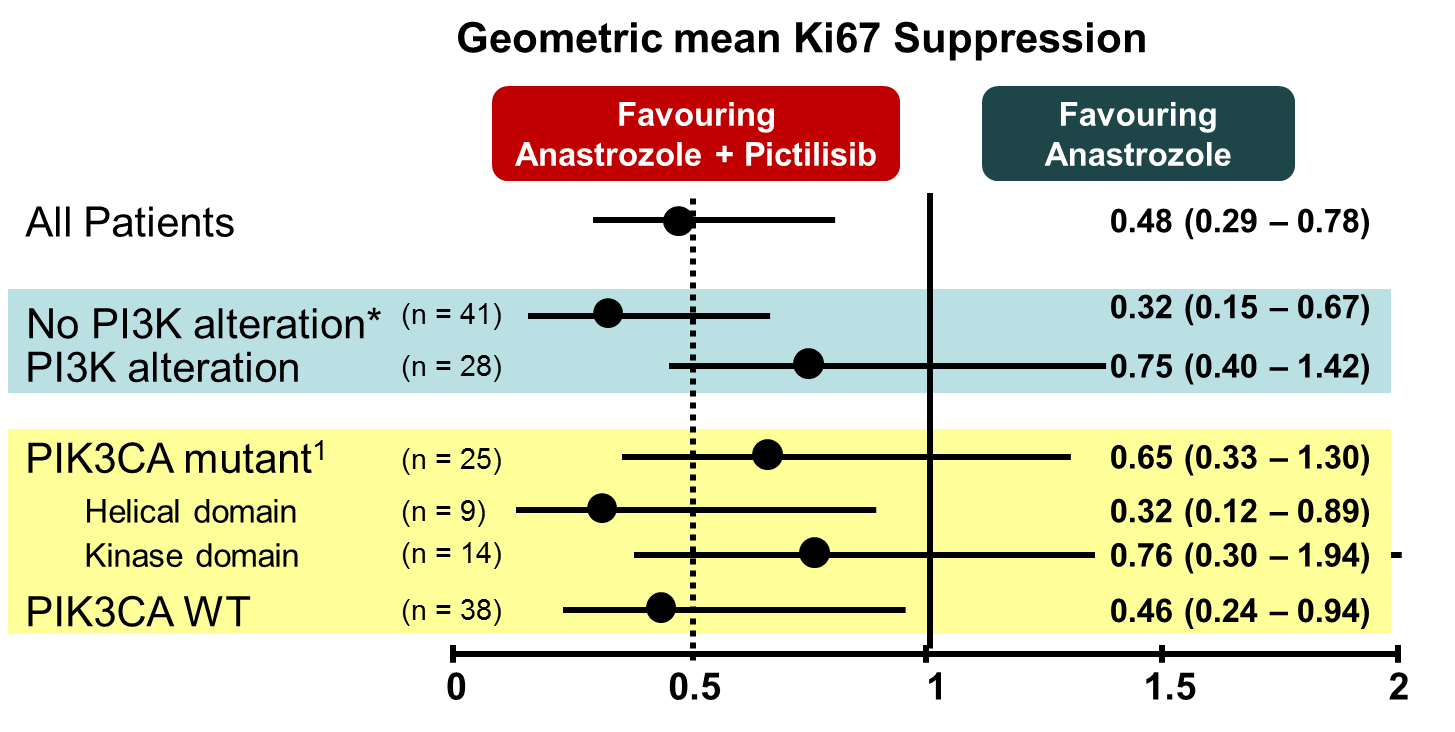 Geometric mean Ki67 Suppression
Favouring
Anastrozole + Pictilisib
Favouring
Anastrozole
All Patients 0.48 (0.29 – 0.78)
No PI3K alteration* (n = 41) 0.32 (0.15 – 0.67)
PI3K alteration (n = 28) 0.75 (0.40 – 1.42)
PIK3CA mutant¹ (n = 25) 0.65 (0.33 – 1.30)
Helical domain (n = 9) 0.32 (0.12 – 0.89)
Kinase domain (n = 14) 0.76 (0.30 – 1.94)
PIK3CA WT (n = 38) 0.46 (0.24 – 0.94)
0 0.5 1 1.5 2